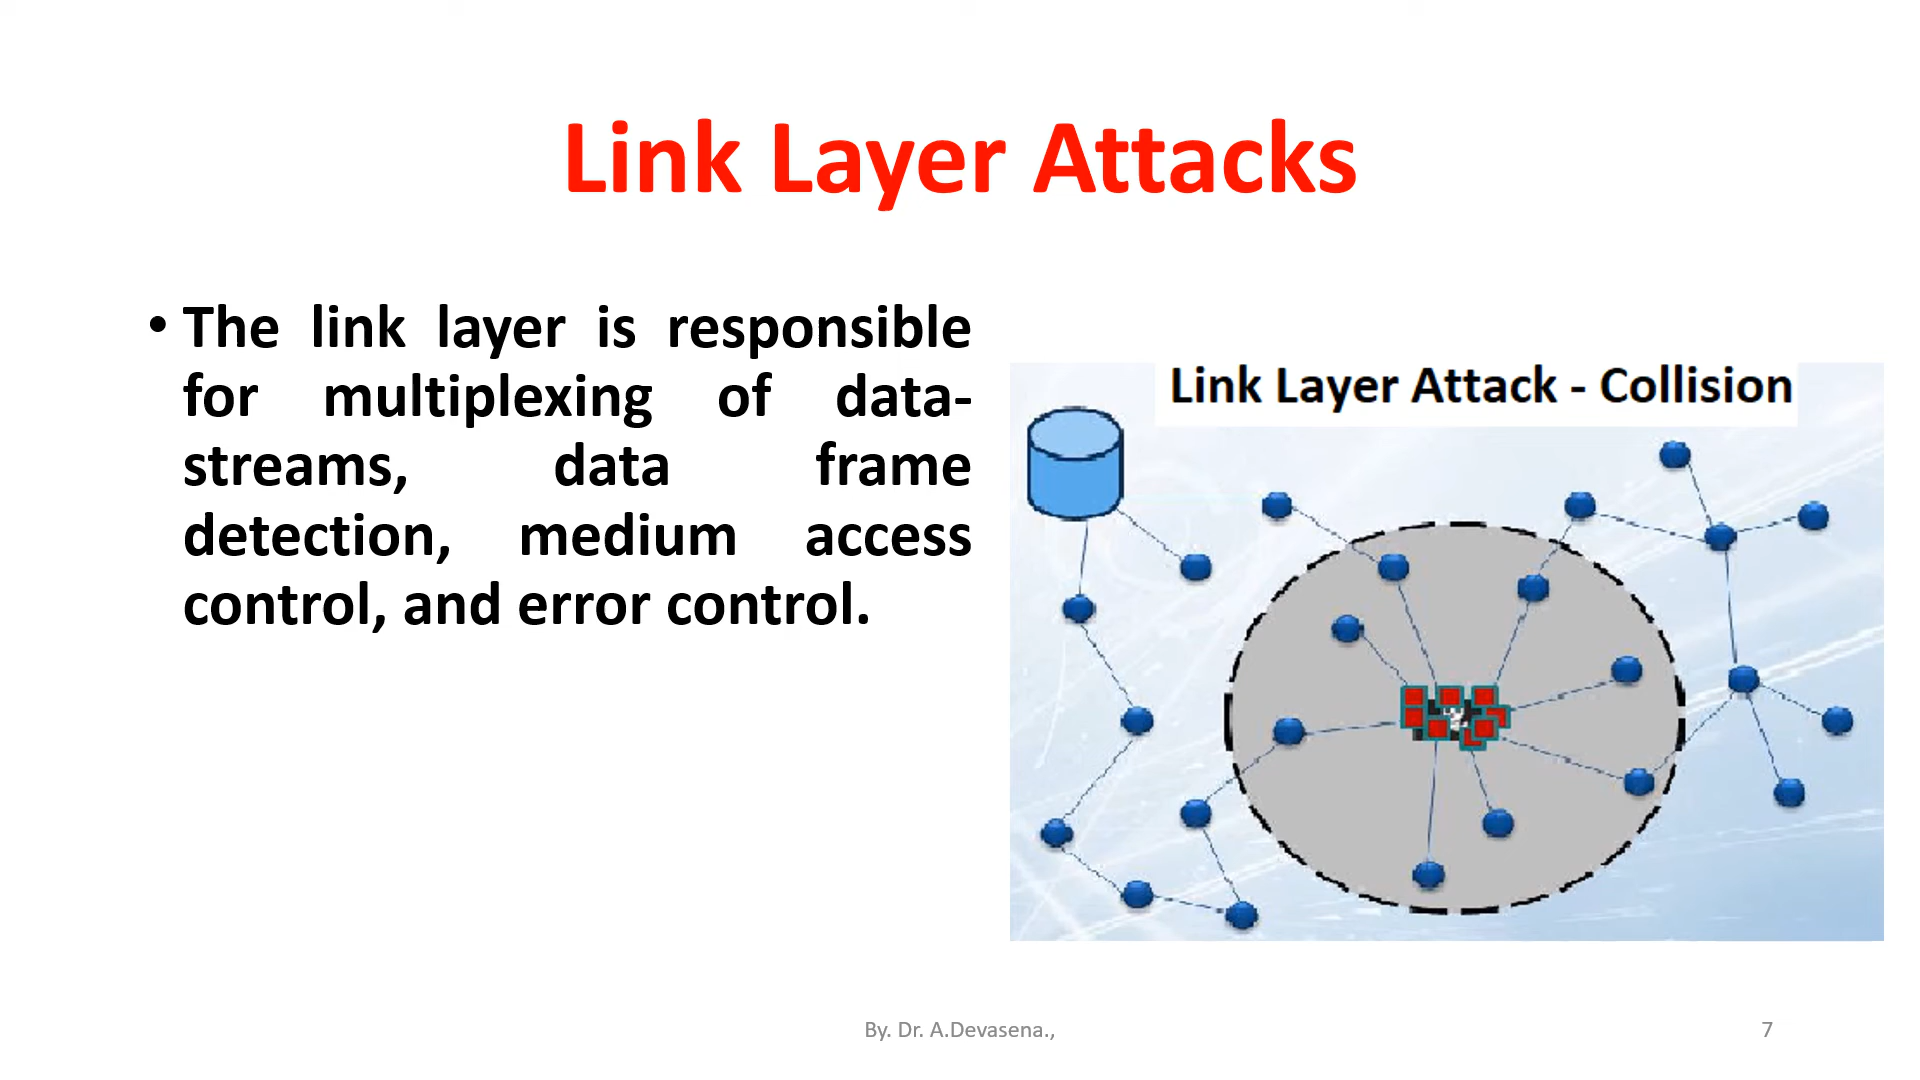 Link Layer Attacks
• The link layer is responsible
for multiplexing of data-
streams, data frame
detection, medium access
control, and error control.
Link Layer Attack - Collision
By. Dr. A.Devasena.,
7